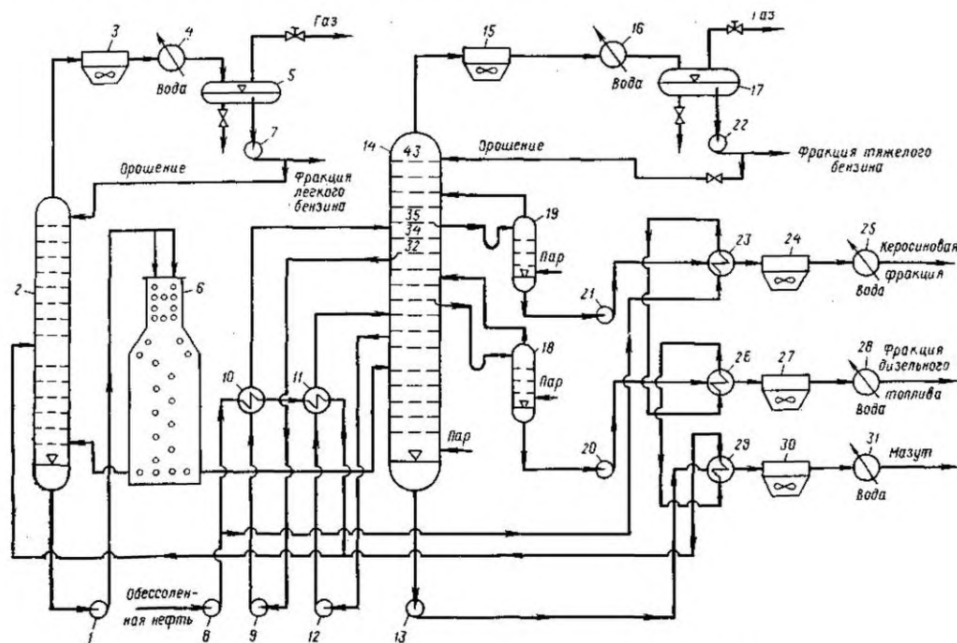 3
4
Газ
Вода
5
7
Орошение
Фракция
легкого
бензина
2
6
15
16
Газ
Вода
17
22
14
43
Орошение
Фракция тяжелого
бензина
35
34
32
19
Пар
21
23
24
25
Керосиновая
фракция
Вода
10
11
18
Пар
20
26
27
28
Фракция
дизельного
топлива
Вода
Пар
29
30
31
Мазут
Вода
Обессолен-
ная нефть
1
8
9
12
13